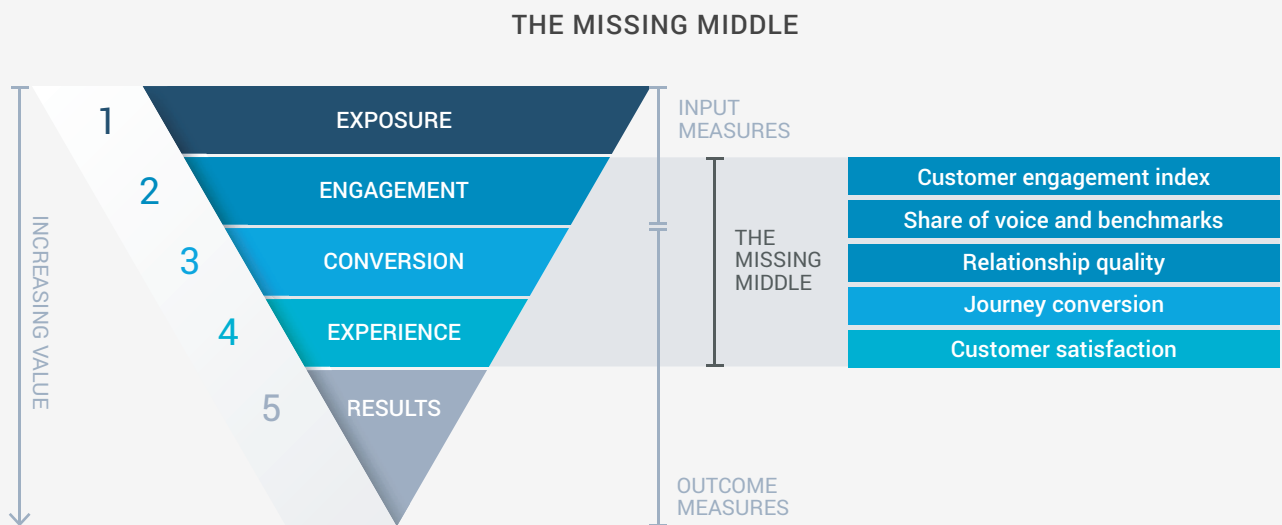 THE MISSING MIDDLE
INCREASING VALUE
1
EXPOSURE
2
ENGAGEMENT
3
CONVERSION
4
EXPERIENCE
5
RESULTS
INPUT
MEASURES
THE
MISSING
MIDDLE
OUTCOME
MEASURES
Customer engagement index
Share of voice and benchmarks
Relationship quality
Journey conversion
Customer satisfaction